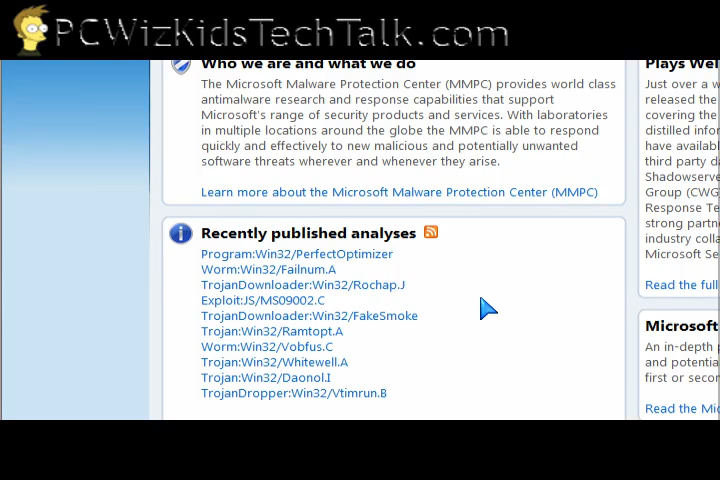 PCWizKidsTechTalk.com
Who we are and what we do
The Microsoft Malware Protection Center (MMPC) provides world class
antimalware research and response capabilities that support
Microsoft's range of security products and services. With laboratories
in multiple locations around the globe the MMPC is able to respond
quickly and effectively to new malicious and potentially unwanted
software threats wherever and whenever they arise.
Learn more about the Microsoft Malware Protection Center (MMPC)
Recently published analyses
Program:Win32/PerfectOptimizer
Worm:Win32/Failnum.A
TrojanDownloader:Win32/Rochap.J
Exploit:JS/MS09002.C
TrojanDownloader:Win32/FakeSmoke
Trojan:Win32/Ramtopt.A
Worm:Win32/Vobfus.C
Trojan:Win32/Whitewell.A
Trojan:Win32/Daonol.I
TrojanDropper:Win32/Vtimrun.B
Plays Wel
Just over a w
released the
covering the
distilled infor
have availab
third party d
Shadowserve
Group (CWG
Response Te
strong partn
industry colla
Microsoft Se
Read the full
Microsoft
An in-depth p
and potentia
first or secon
Read the Mic